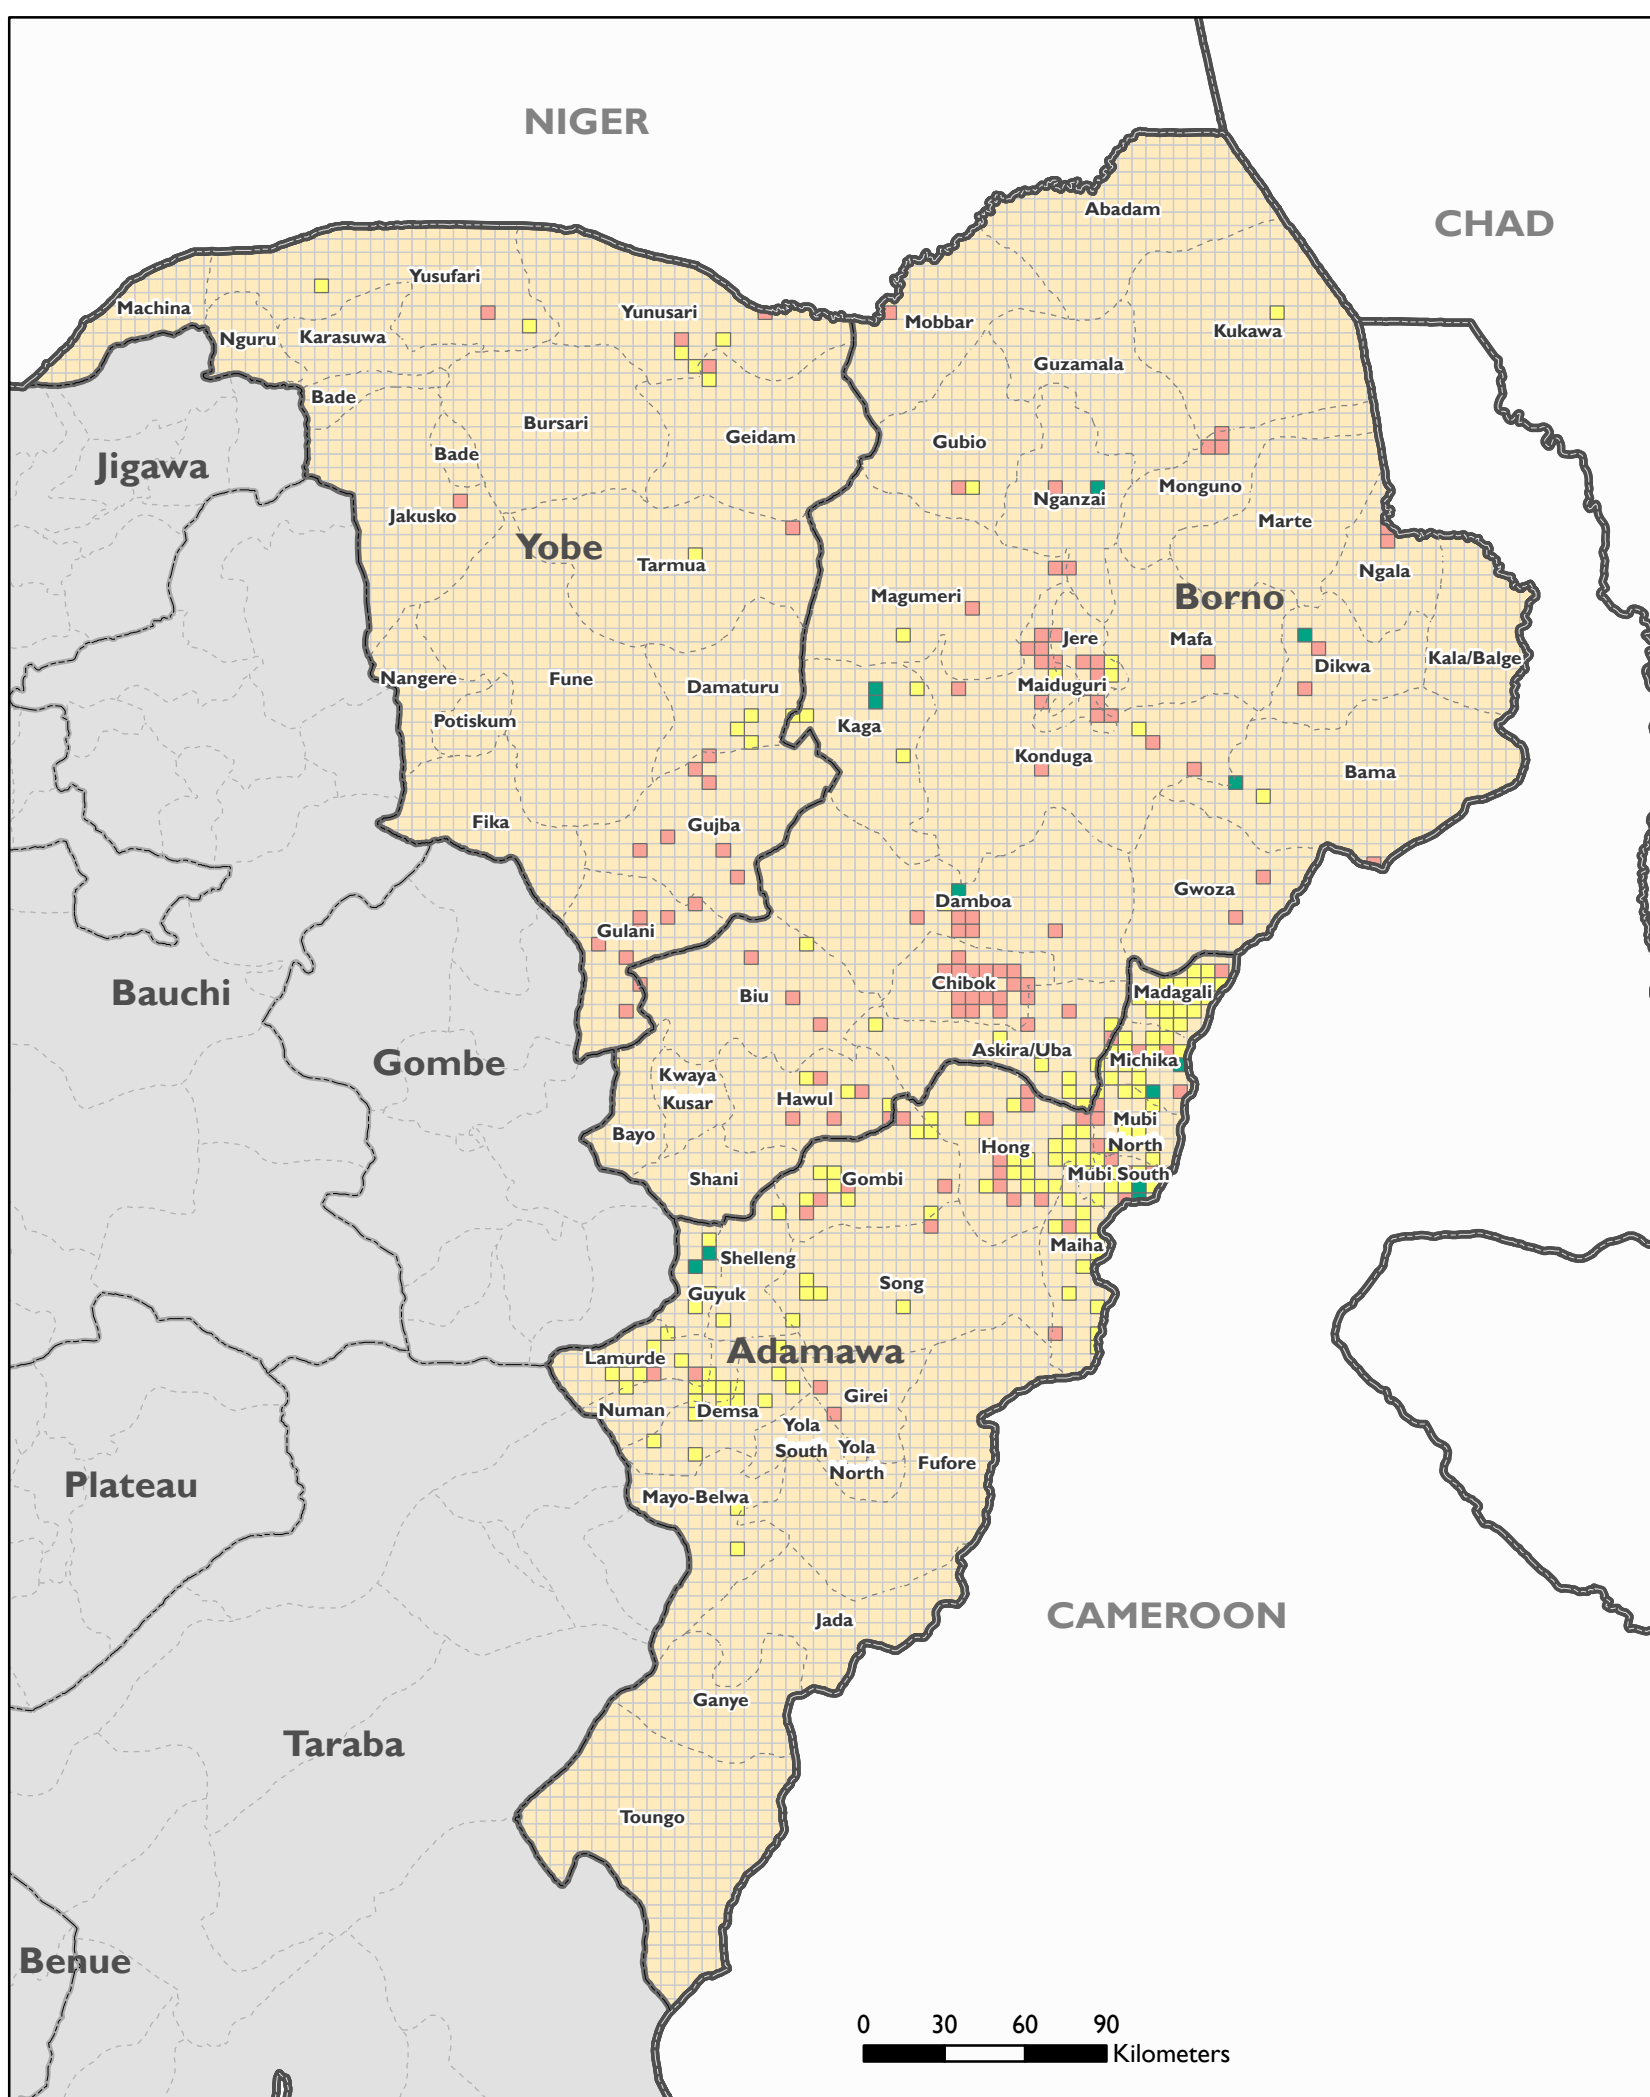 NIGER
CHAD
Abadam
Yusufari
Machina
Yunusari
Mobbar
Kukawa
Nguru
Karasuwa
Guzamala
Bade
Bursari
Geidam
Gubio
Bade
Jigawa
Monguno
Nganzai
Jakusko
Marte
Yobe
Tarmua
Ngala
Magumeri
Borno
Jere
Mafa
Kala/Balge
Dikwa
Nangere
Fune
Damaturu
Maiduguri
Potiskum
Kaga
Konduga
Bama
Fika
Gujba
Gwoza
Damboa
Gulani
Bauchi
Biu
Chibok
Madagali
Askira/Uba
Michika
Gombe
Kwaya
Kusar
Hawul
Mubi
North
Bayo
Hong
Mubi South
Shani
Gombi
Maiha
Shelleng
Song
Guyuk
Adamawa
Lamurde
Girei
Numan
Demsa
Yola
South
Yola
North
Fufore
Plateau
Mayo-Belwa
CAMEROON
Jada
Ganye
Taraba
Toungo
Benue
0 30 60 90
Kilometers